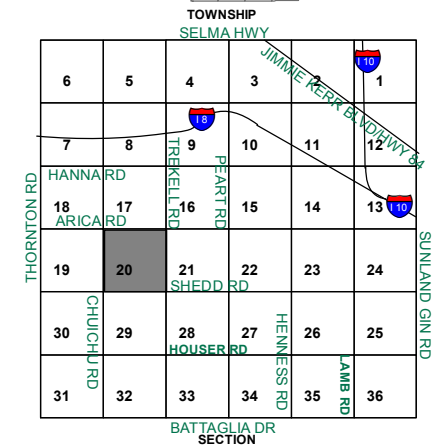 TOWNSHIP
SELMA HWY
JIMMIE KERR BLVD/HWY 84
I 10
6 5 4 3 2 1
I 8
7 8 9 10 11 12
HANNA RD
TREKELL RD
PEART RD
18 17 16 15 14 13
I 10
ARICA RD
THORNTON RD
SUNLAND GIN RD
19 20 21 22 23 24
SHEDD RD
CHUICHU RD
30 29 28 27 26 25
HOUSER RD
HENNESS RD
LAMB RD
31 32 33 34 35 36
BATTAGLIA DR
SECTION